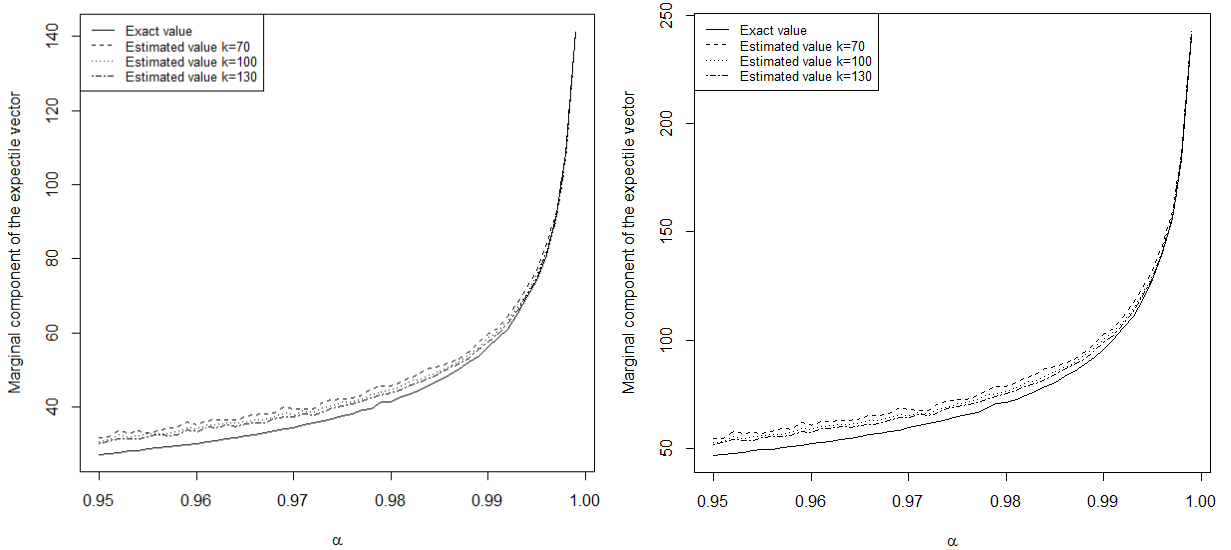 Marginal component of the expectile vector
140
120
100
80
60
40
Exact value
Estimated value k=70
Estimated value k=100
Estimated value k=130
0.95 0.96 0.97 0.98 0.99 1.00
α
Marginal component of the expectile vector
250
200
150
100
50
Exact value
Estimated value k=70
Estimated value k=100
Estimated value k=130
0.95 0.96 0.97 0.98 0.99 1.00
α